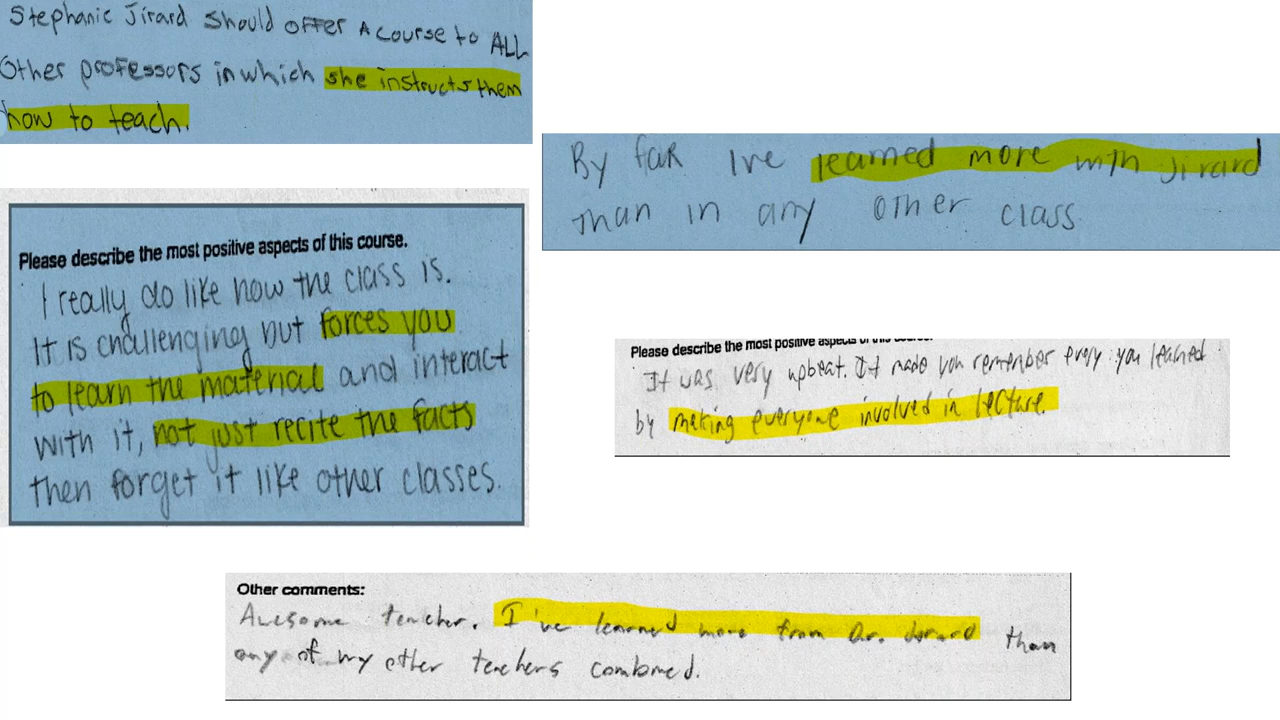 Stephanie Jirard should offer a course to ALL
other professors in which she instructs them
how to teach.
By far Ive learned more with Jirard
than in any other class
Please describe the most positive aspects of this course.
I really do like how the class is.
It is challenging but forces you
to learn the material and interact
with it, not just recite the facts
then forget it like other classes.
Please describe the most positive aspects of this course.
It was very upbeat. It made you remember you learned
by making everyone involved in lecture.
Other comments:
Awesome teacher. I've learned more from Dr. Jirard than
any of my other teachers combined.